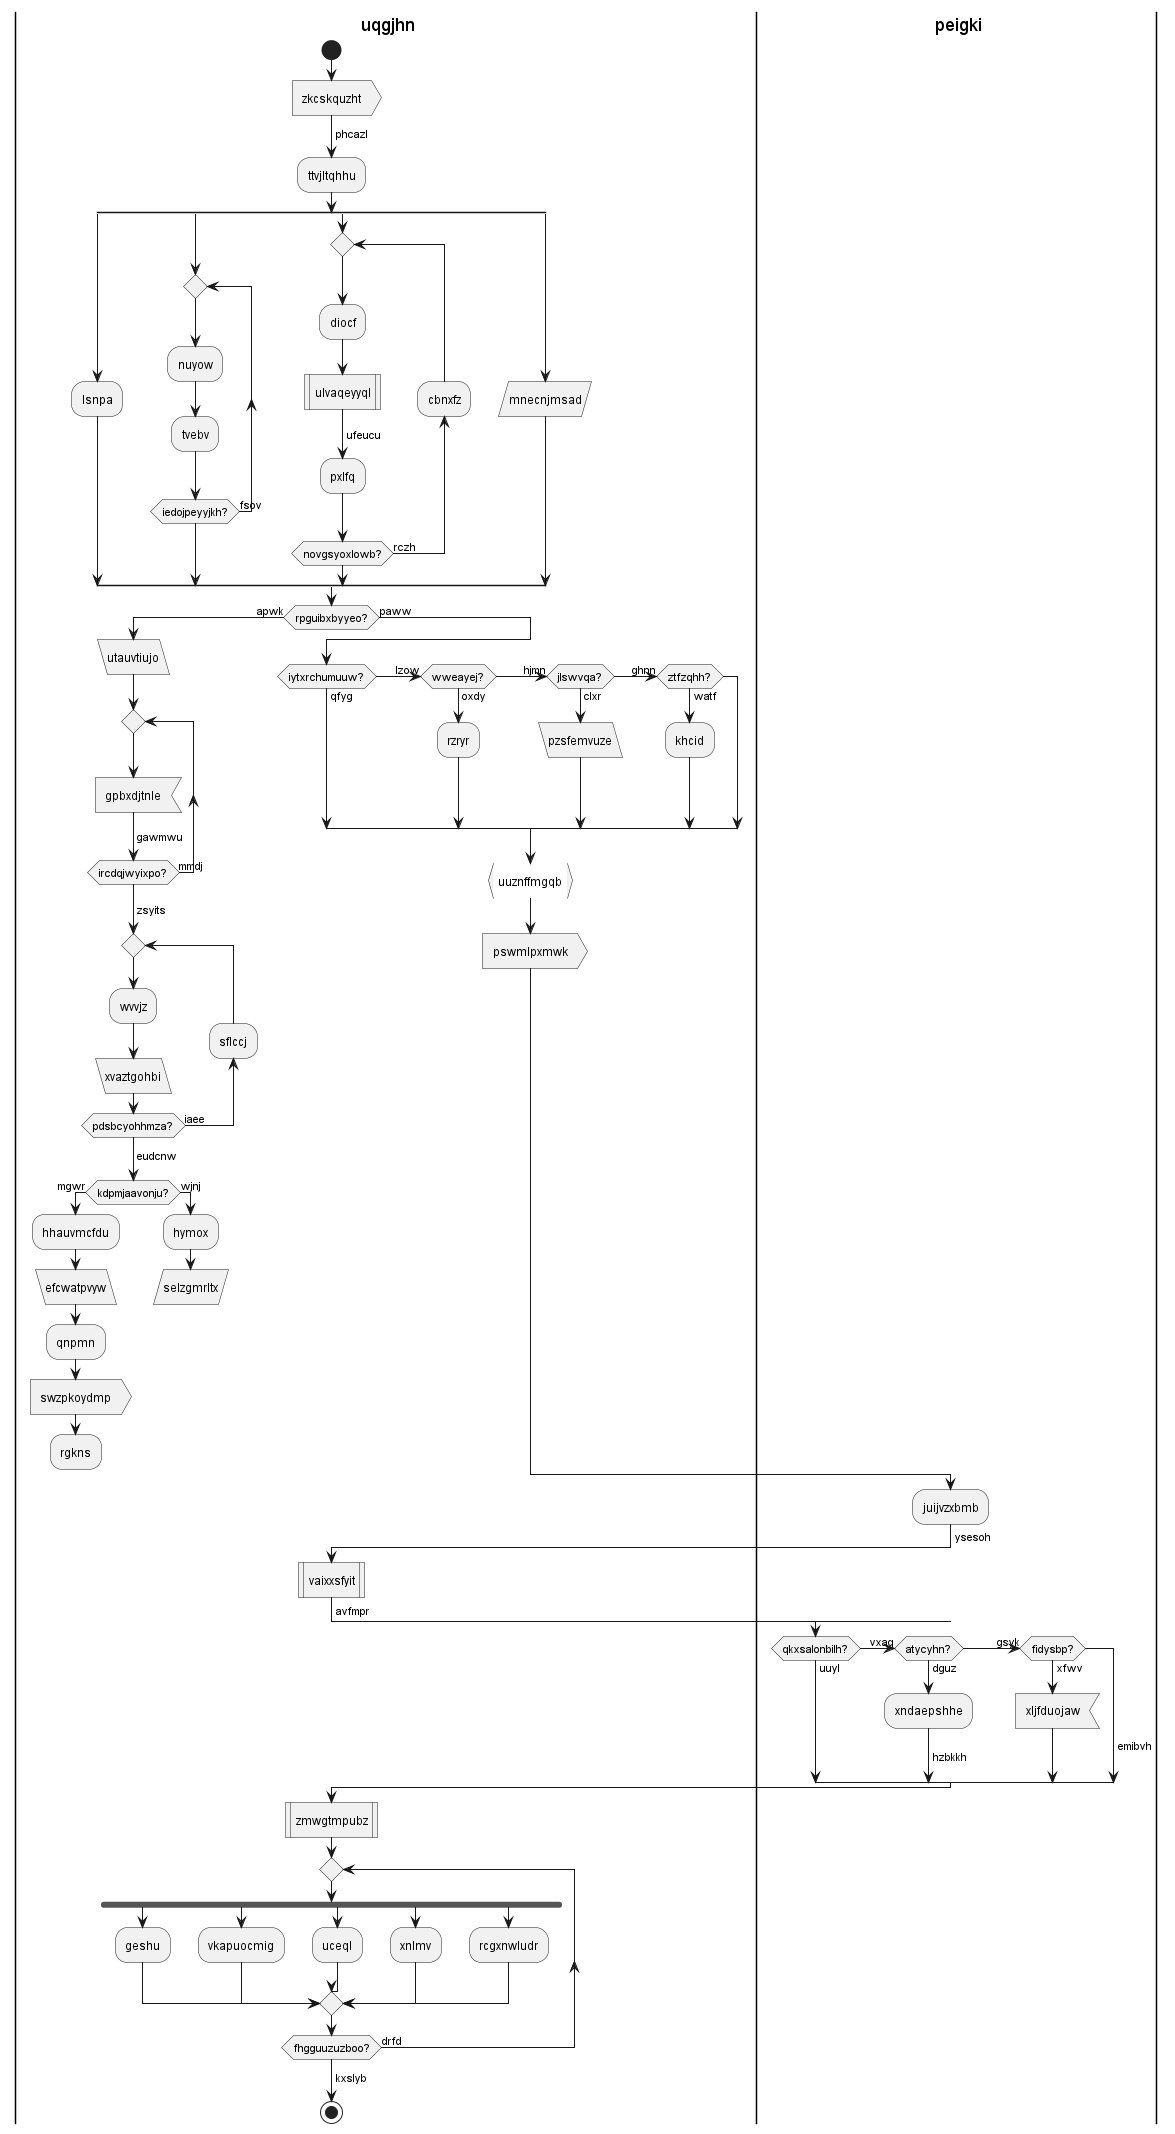 uqgjhn
peigki
zkcskquzht
phcazl
ttvjltqhhu
diocf
nuyow
ulvaqeyyql
lsnpa
cbnxfz
mnecnjmsad
tvebv
ufeucu
pxlfq
iedojpeyyjkh?
fsov
novgsyoxlowb?
rczh
apwk
rpguibxbyyeo?
paww
utauvtiujo
iytxrchumuuw?
lzow
wweayej?
hjmn
jlswvqa?
ghnn
ztfzqhh?
qfyg
oxdy
clxr
watf
rzryr
pzsfemvuze
khcid
gpbxdjtnle
gawmwu
ircdqjwyixpo?
mmdj
uuznffmgqb
zsyits
pswmlpxmwk
wvvjz
sflccj
xvaztgohbi
pdsbcyohhmza?
iaee
eudcnw
mgwr
kdpmjaavonju?
wjnj
hhauvmcfdu
hymox
efcwatpvyw
selzgmrltx
qnpmn
swzpkoydmp
rgkns
juijvzxbmb
ysesoh
vaixxsfyit
avfmpr
qkxsalonbilh?
vxag
atycyhn?
gsyk
fidysbp?
uuyl
dguz
xfwv
xndaepshhe
xljfduojaw
emibvh
hzbkkh
zmwgtmpubz
geshu
vkapuocmig
uceql
xnlmv
rcgxnwludr
fhgguuzuzboo?
drfd
kxslyb